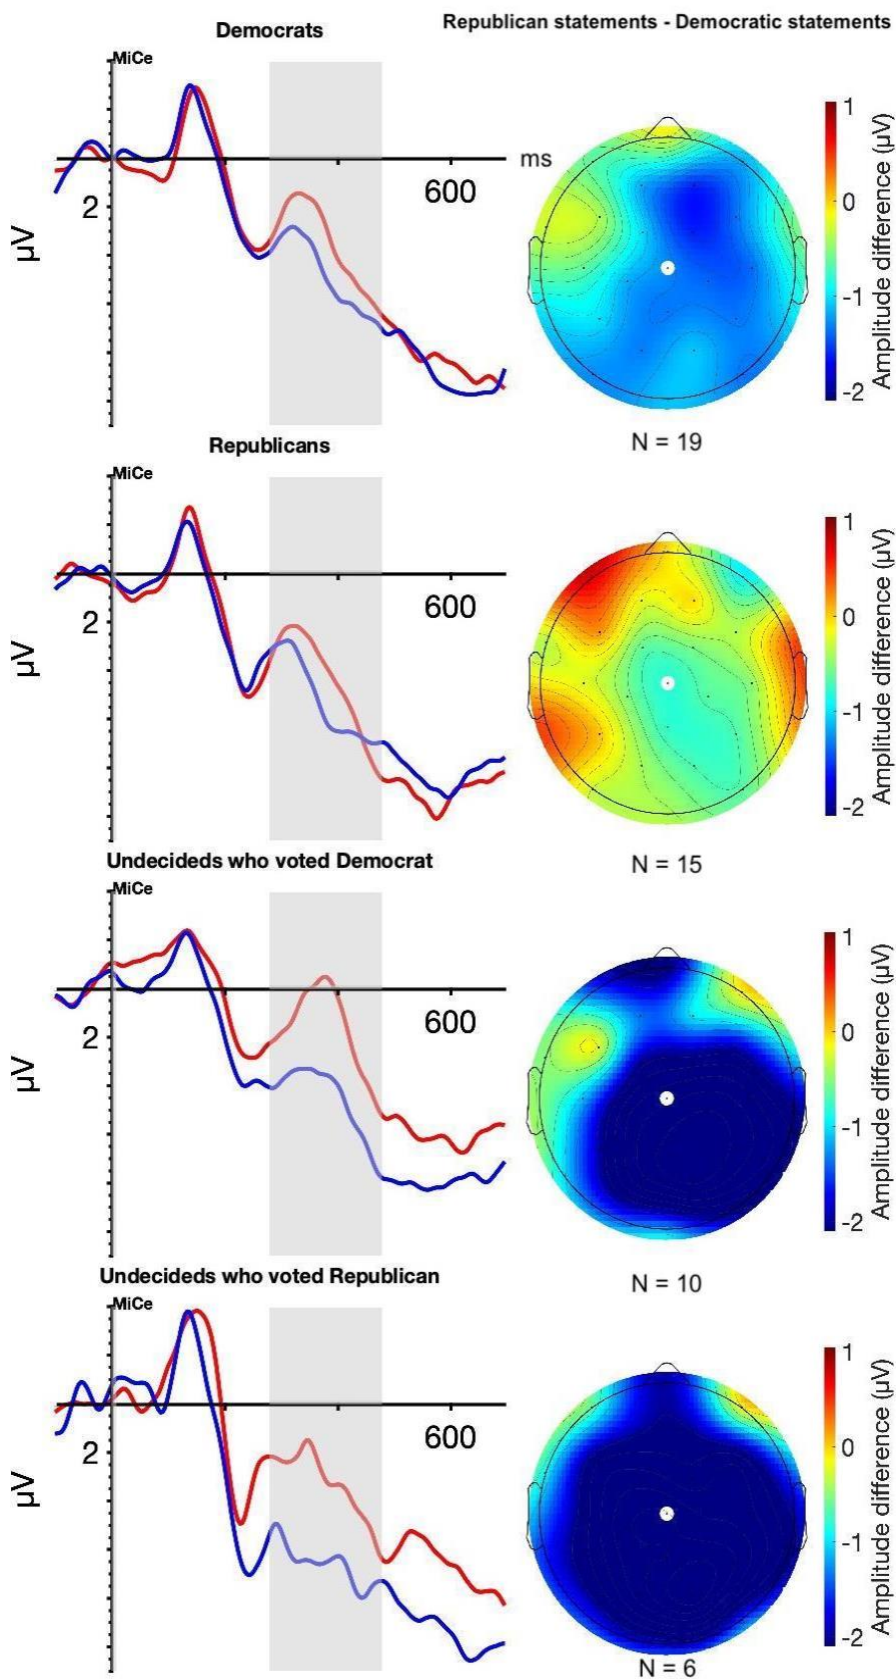 Democrats
Republican statements - Democratic statements
MiCe
2
600
ms
µV
1
0
-1
-2
Amplitude difference (µV)
N = 19
Republicans
MiCe
2
600
µV
1
0
-1
-2
Amplitude difference (µV)
N = 15
Undecideds who voted Democrat
MiCe
2
600
µV
1
0
-1
-2
Amplitude difference (µV)
N = 10
Undecideds who voted Republican
MiCe
2
600
µV
1
0
-1
-2
Amplitude difference (µV)
N = 6